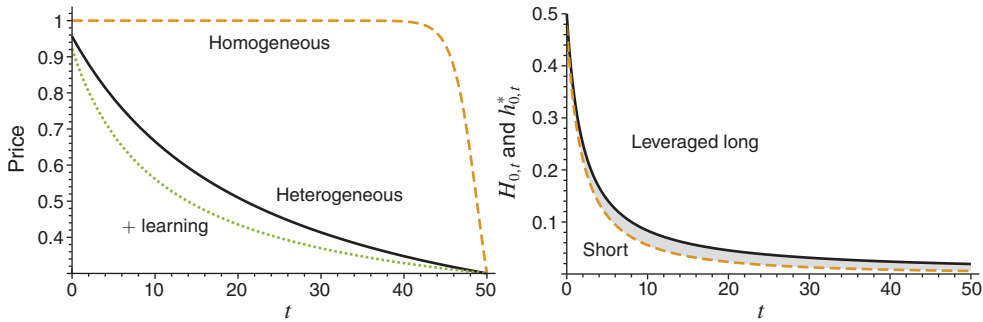 Price
1
0.9
0.8
0.7
0.6
0.5
0.4
Homogeneous
Heterogeneous
+ learning
0 10 20 30 40 50
t
H_{0,t} and h^*_{0,t}
0.5
0.4
0.3
0.2
0.1
Leveraged long
Short
0 10 20 30 40 50
t